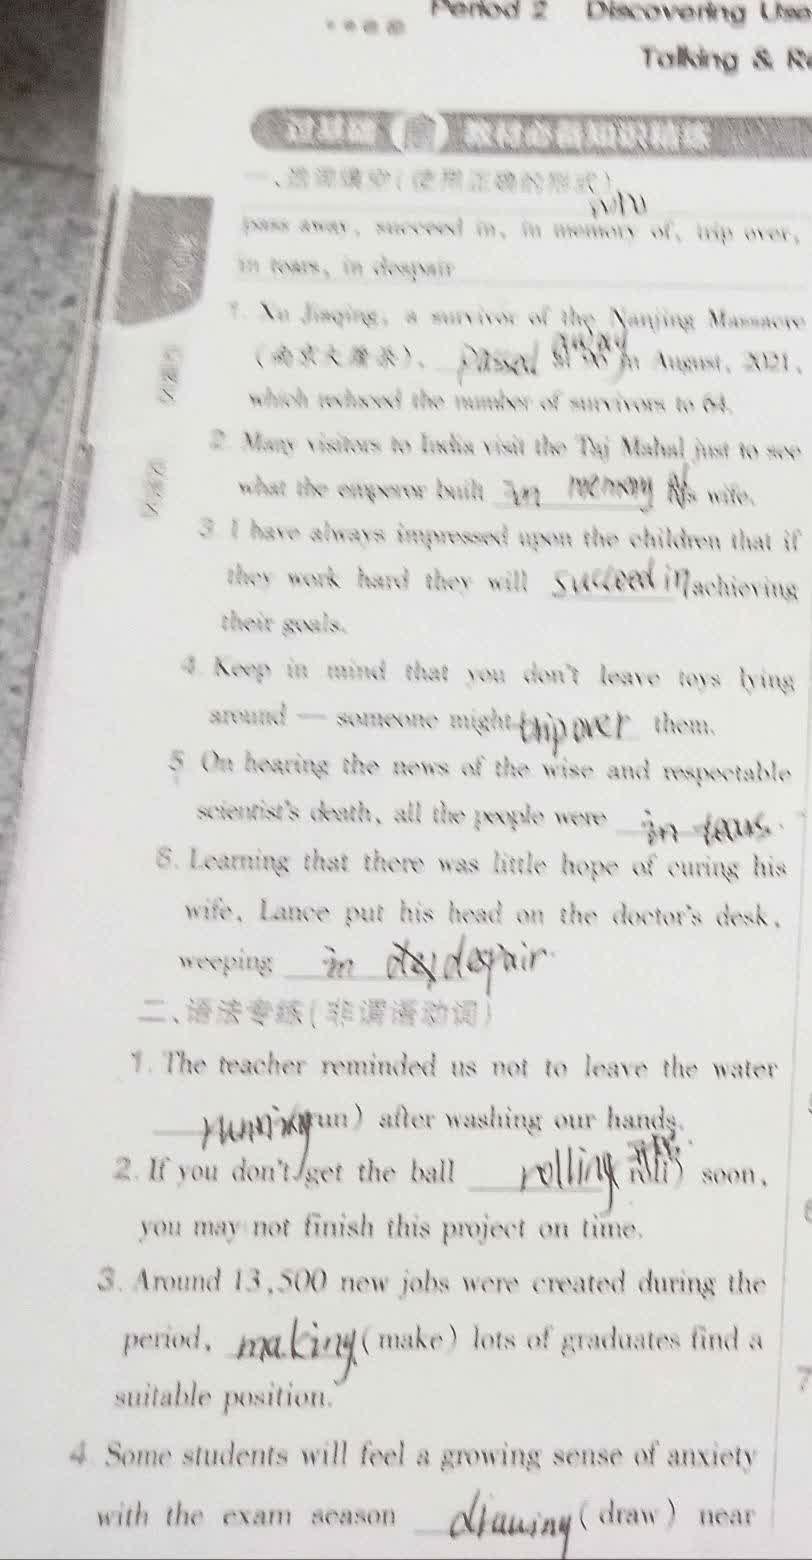 Period 2 Discovering Use
Talking & Re
过基础 教材必备知识精练
一、选词填空(使用正确的形式)
pass away, succeed in, in memory of, trip over,
in tears, in despair
1. Xu Jiaqing, a survivor of the Nanjing Massacre
away
(南京大屠杀), passed at 96 in August, 2021,
which reduced the number of survivors to 64.
2. Many visitors to India visit the Taj Mahal just to see
what the emperor built in memory of his wife.
3. I have always impressed upon the children that if
they work hard they will succeed in achieving
their goals.
4. Keep in mind that you don't leave toys lying
around — someone might trip over them.
5. On hearing the news of the wise and respectable
scientist's death, all the people were in tears.
6. Learning that there was little hope of curing his
wife, Lance put his head on the doctor's desk,
weeping in despair.
二、语法专练(非谓语动词)
1. The teacher reminded us not to leave the water
running (run) after washing our hands.
2. If you don't get the ball rolling (roll) soon,
you may not finish this project on time.
3. Around 13,500 new jobs were created during the
period, making (make) lots of graduates find a
suitable position.
4. Some students will feel a growing sense of anxiety
with the exam season drawing (draw) near